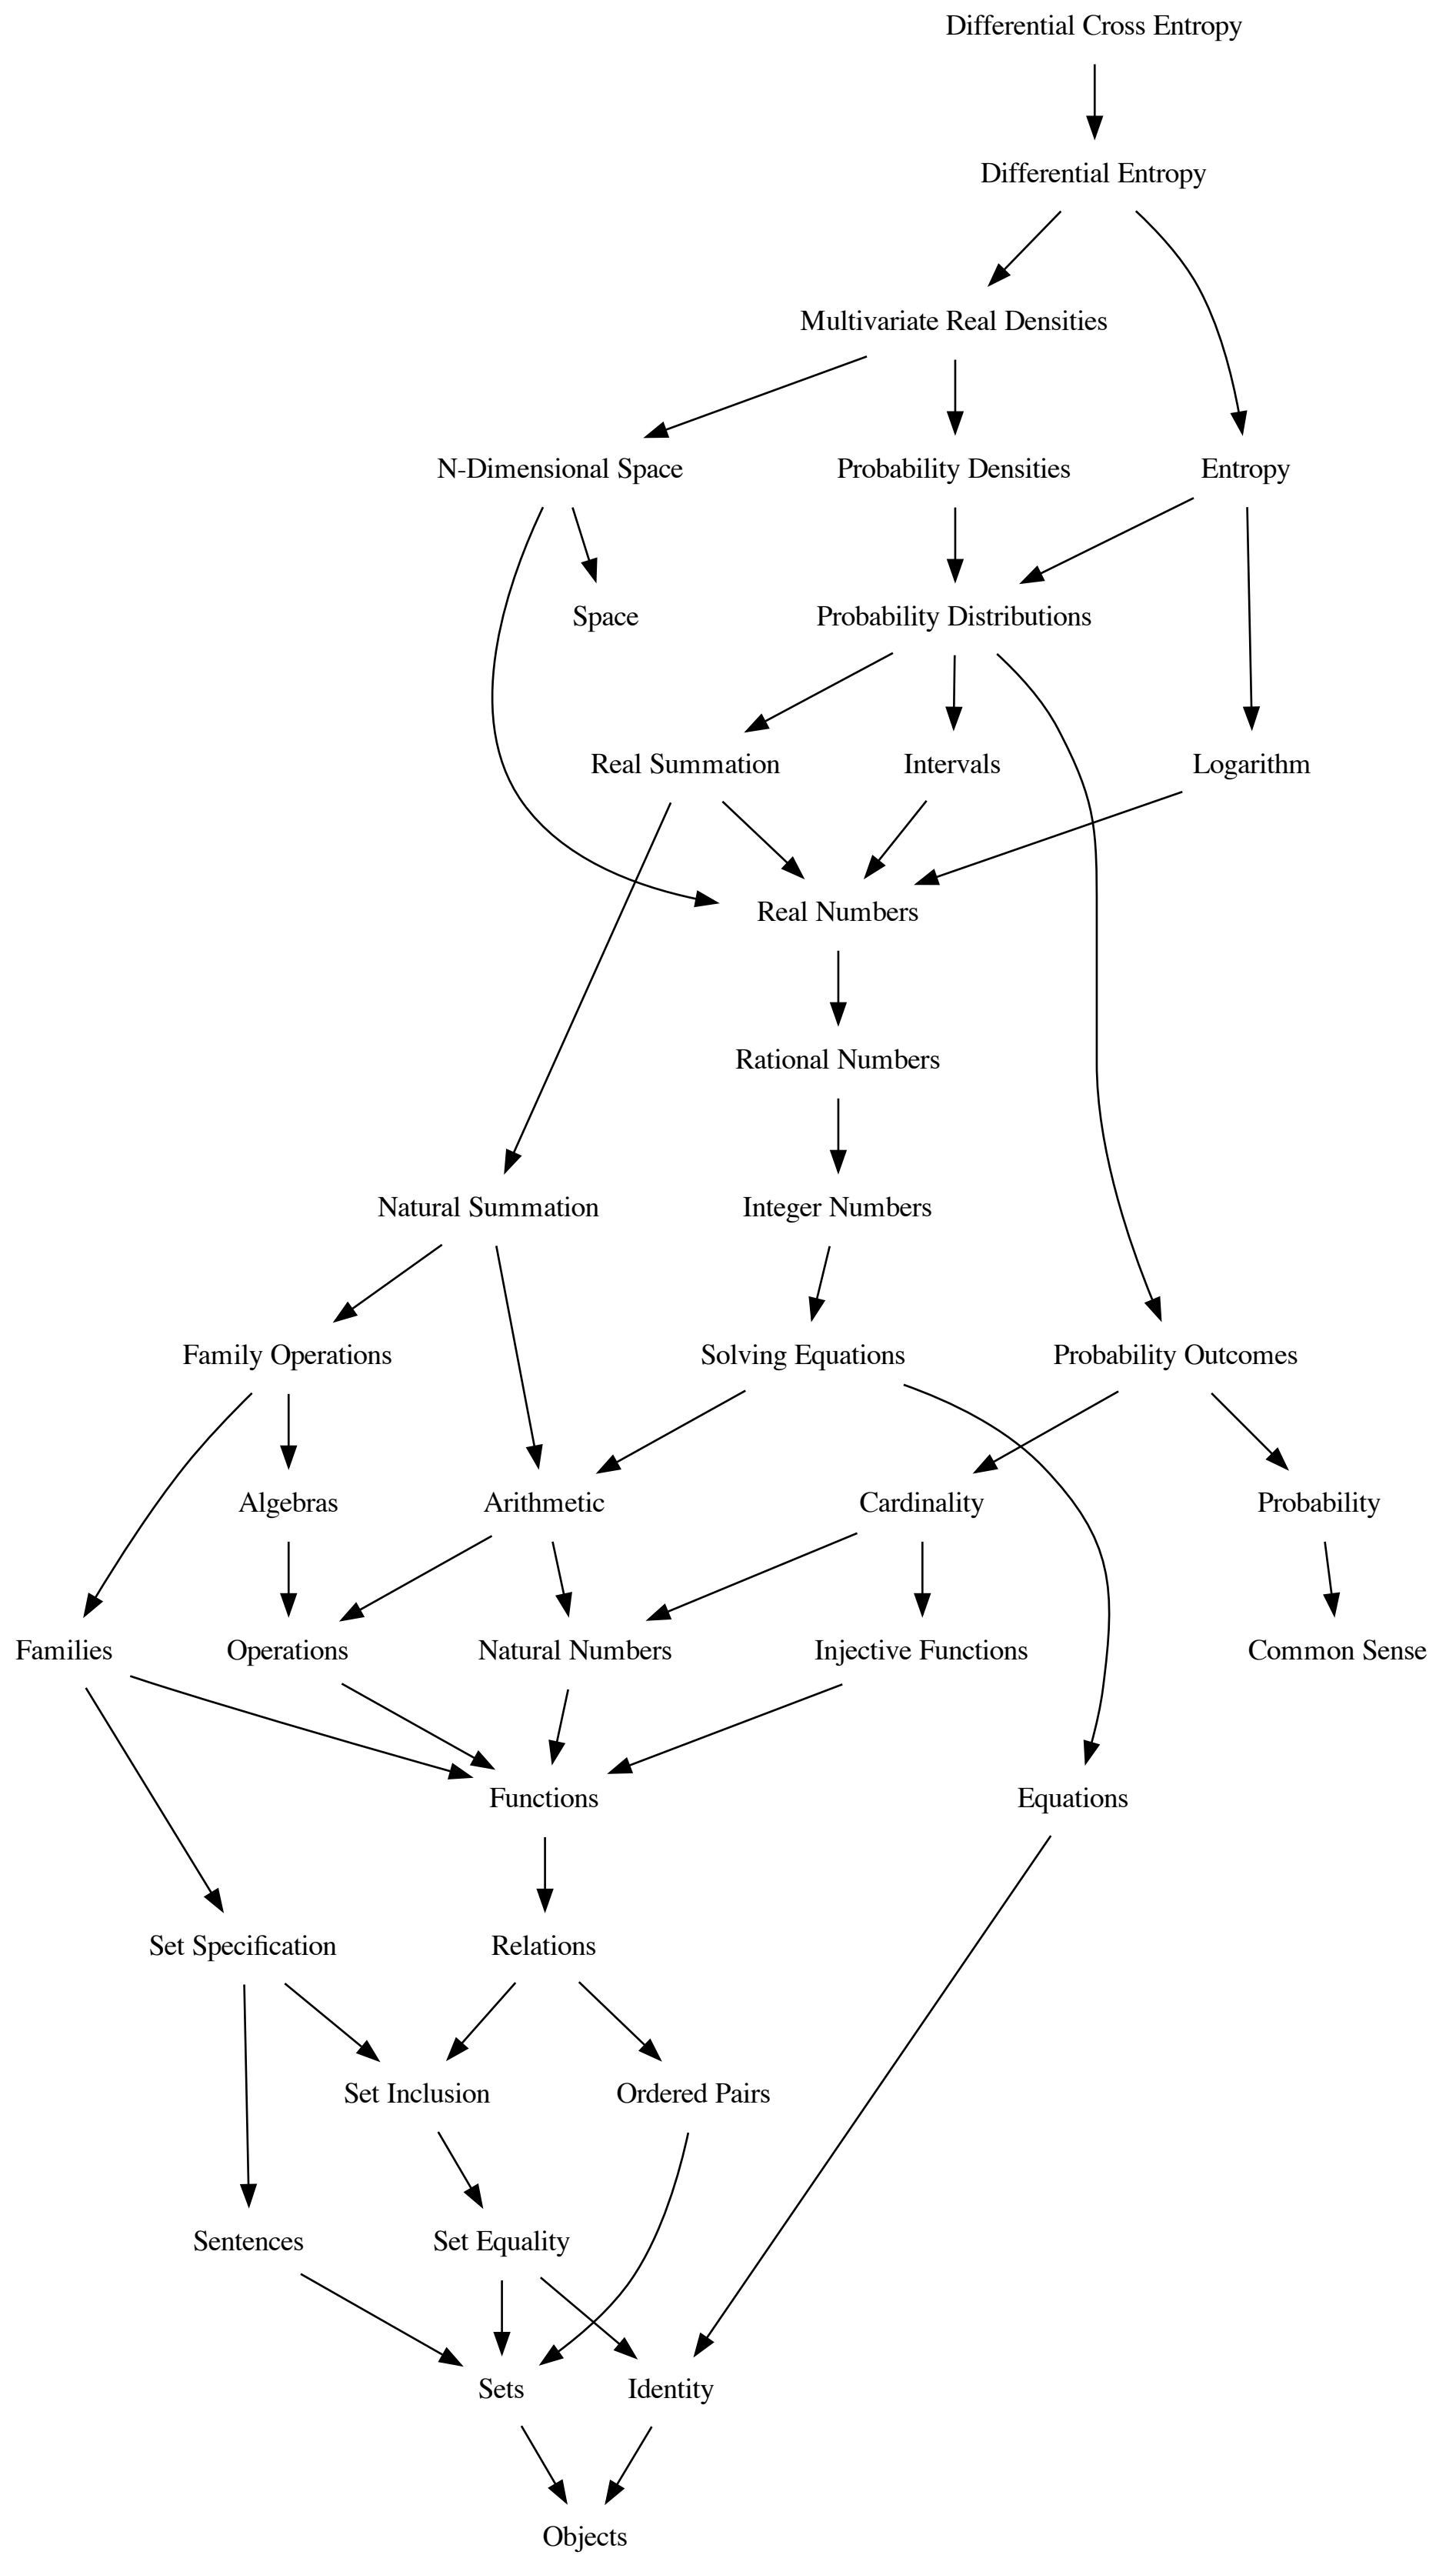 Differential Cross Entropy
Differential Entropy
Multivariate Real Densities
N-Dimensional Space
Probability Densities
Entropy
Space
Probability Distributions
Real Summation
Intervals
Logarithm
Real Numbers
Rational Numbers
Natural Summation
Integer Numbers
Family Operations
Solving Equations
Probability Outcomes
Algebras
Arithmetic
Cardinality
Probability
Families
Operations
Natural Numbers
Injective Functions
Common Sense
Functions
Equations
Set Specification
Relations
Set Inclusion
Ordered Pairs
Sentences
Set Equality
Sets
Identity
Objects